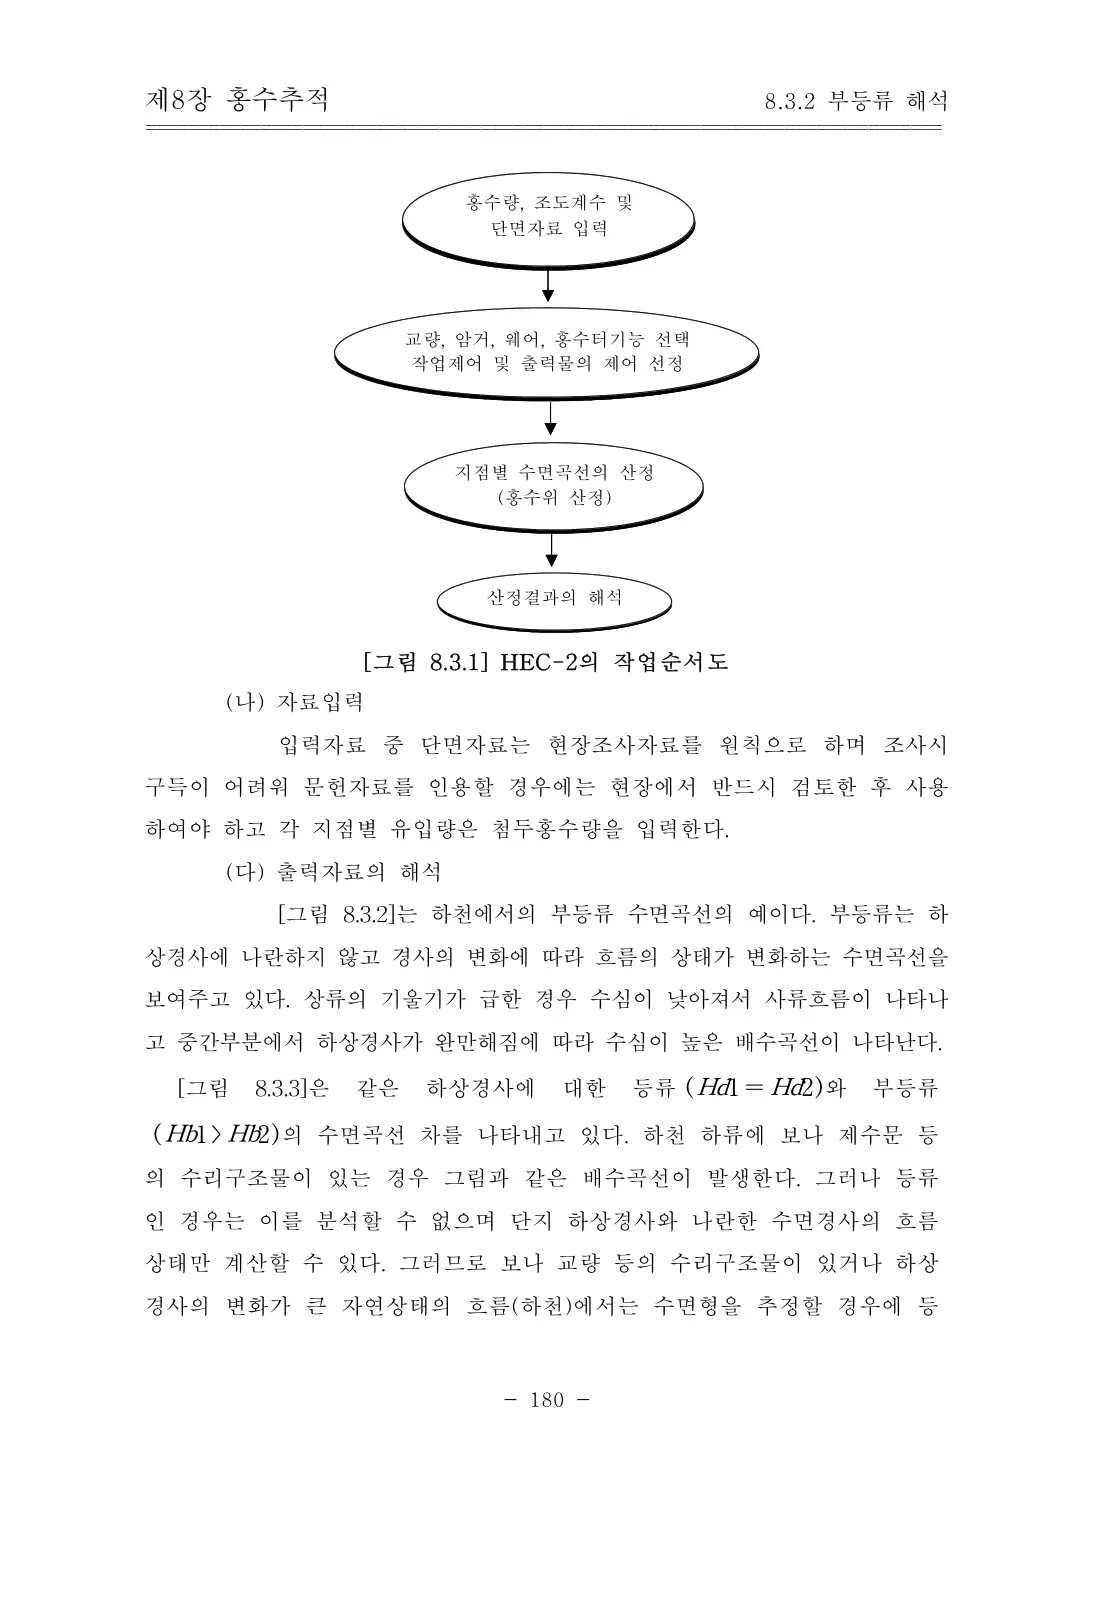 제8장 홍수추적
8.3.2 부등류 해석
홍수량, 조도계수 및
단면자료 입력
교량, 암거, 웨어, 홍수터기능 선택
작업제어 및 출력물의 제어 선정
지점별 수면곡선의 산정
(홍수위 산정)
산정결과의 해석
[그림 8.3.1] HEC-2의 작업순서도
(나) 자료입력
입력자료 중 단면자료는 현장조사자료를 원칙으로 하며 조사시
구득이 어려워 문헌자료를 인용할 경우에는 현장에서 반드시 검토한 후 사용
하여야 하고 각 지점별 유입량은 첨두홍수량을 입력한다.
(다) 출력자료의 해석
[그림 8.3.2]는 하천에서의 부등류 수면곡선의 예이다. 부등류는 하
상경사에 나란하지 않고 경사의 변화에 따라 흐름의 상태가 변화하는 수면곡선을
보여주고 있다. 상류의 기울기가 급한 경우 수심이 낮아져서 사류흐름이 나타나
고 중간부분에서 하상경사가 완만해짐에 따라 수심이 높은 배수곡선이 나타난다.
[그림 8.3.3]은 같은 하상경사에 대한 등류 (Hd1 = Hd2)와 부등류
(Hb1 > Hb2)의 수면곡선 차를 나타내고 있다. 하천 하류에 보나 제수문 등
의 수리구조물이 있는 경우 그림과 같은 배수곡선이 발생한다. 그러나 등류
인 경우는 이를 분석할 수 없으며 단지 하상경사와 나란한 수면경사의 흐름
상태만 계산할 수 있다. 그러므로 보나 교량 등의 수리구조물이 있거나 하상
경사의 변화가 큰 자연상태의 흐름(하천)에서는 수면형을 추정할 경우에 등
- 180 -